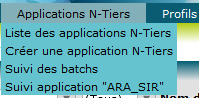 Applications N-Tiers Profils
Liste des applications N-Tiers
Créer une application N-Tiers
Suivi des batchs
Suivi application "ARA_SIR"